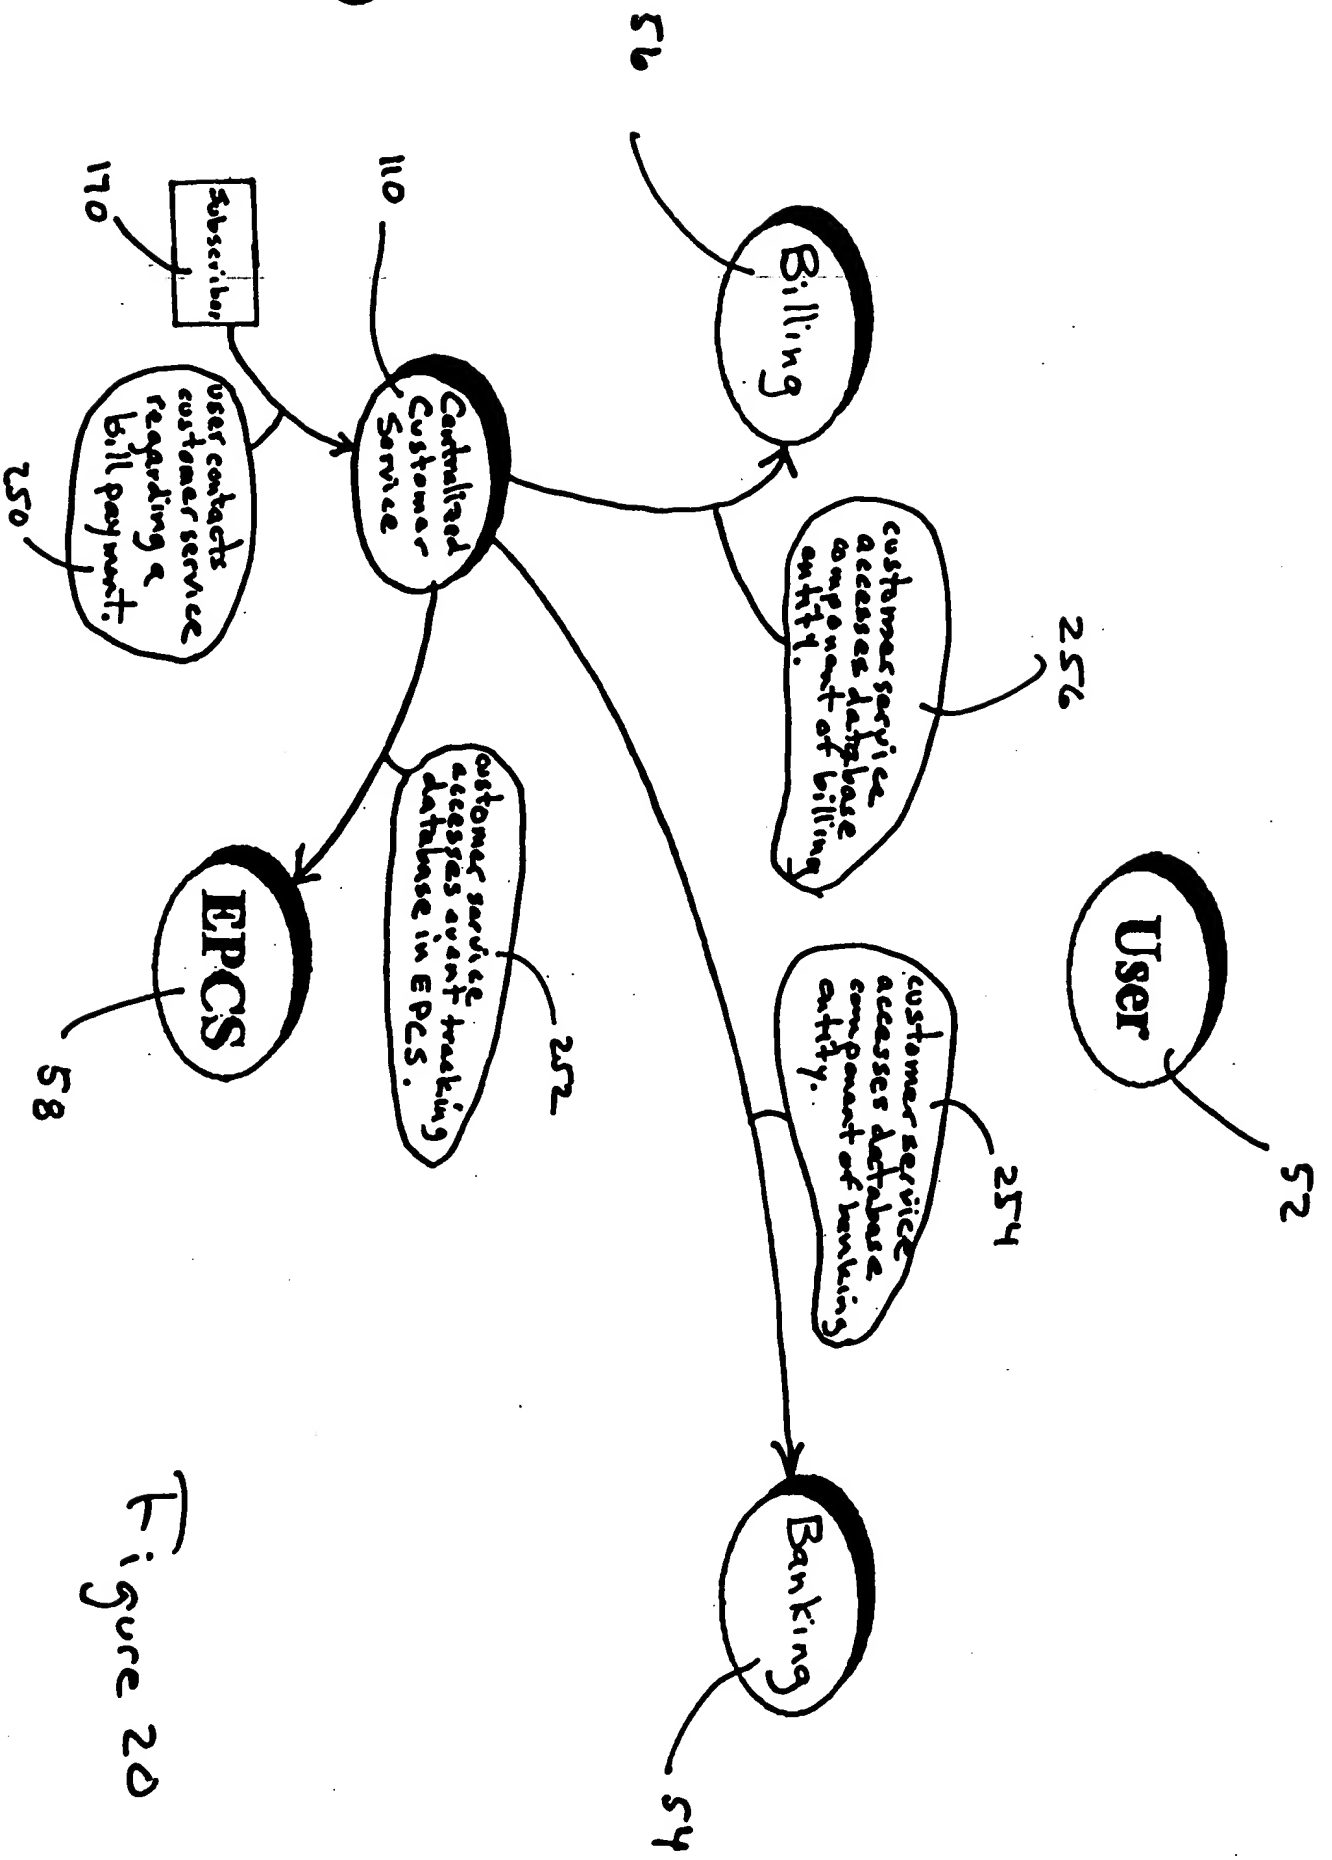 52
User
256
customer service
accesses database
component of billing
entity.
254
customer service
accesses database
component of banking
entity.
56
Billing
Banking
54
110
Centralized
Customer
Service
252
customer service
accesses event tracking
database in EPCS.
Subscriber
170
user contacts
customer service
regarding a
bill payment.
250
EPCS
58
Figure 20